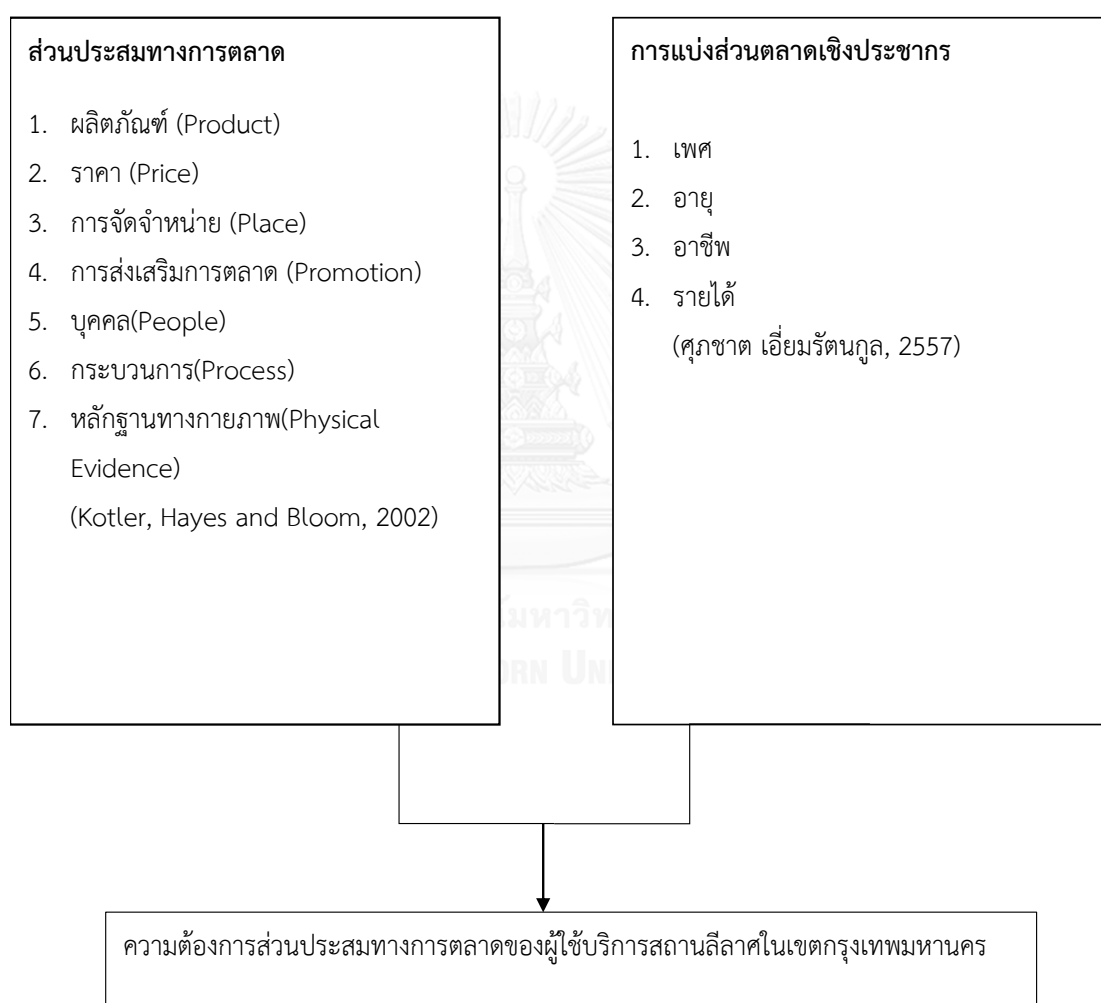 ส่วนประสมทางการตลาด
1. ผลิตภัณฑ์ (Product)
2. ราคา (Price)
3. การจัดจำหน่าย (Place)
4. การส่งเสริมการตลาด (Promotion)
5. บุคคล(People)
6. กระบวนการ(Process)
7. หลักฐานทางกายภาพ(Physical
Evidence)
(Kotler, Hayes and Bloom, 2002)
การแบ่งส่วนตลาดเชิงประชากร
1. เพศ
2. อายุ
3. อาชีพ
4. รายได้
(ศุภชาต เอี่ยมรัตนกูล, 2557)
ความต้องการส่วนประสมทางการตลาดของผู้ใช้บริการสถานลีลาศในเขตกรุงเทพมหานคร